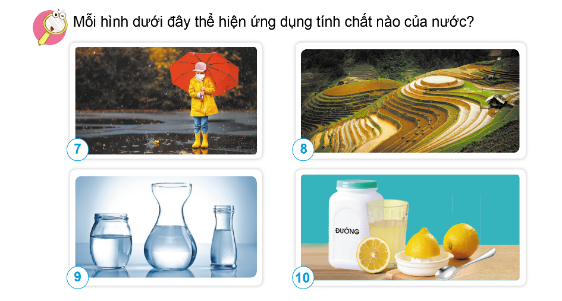 Mỗi hình dưới đây thể hiện ứng dụng tính chất nào của nước?
7
8
ĐƯỜNG
9
10